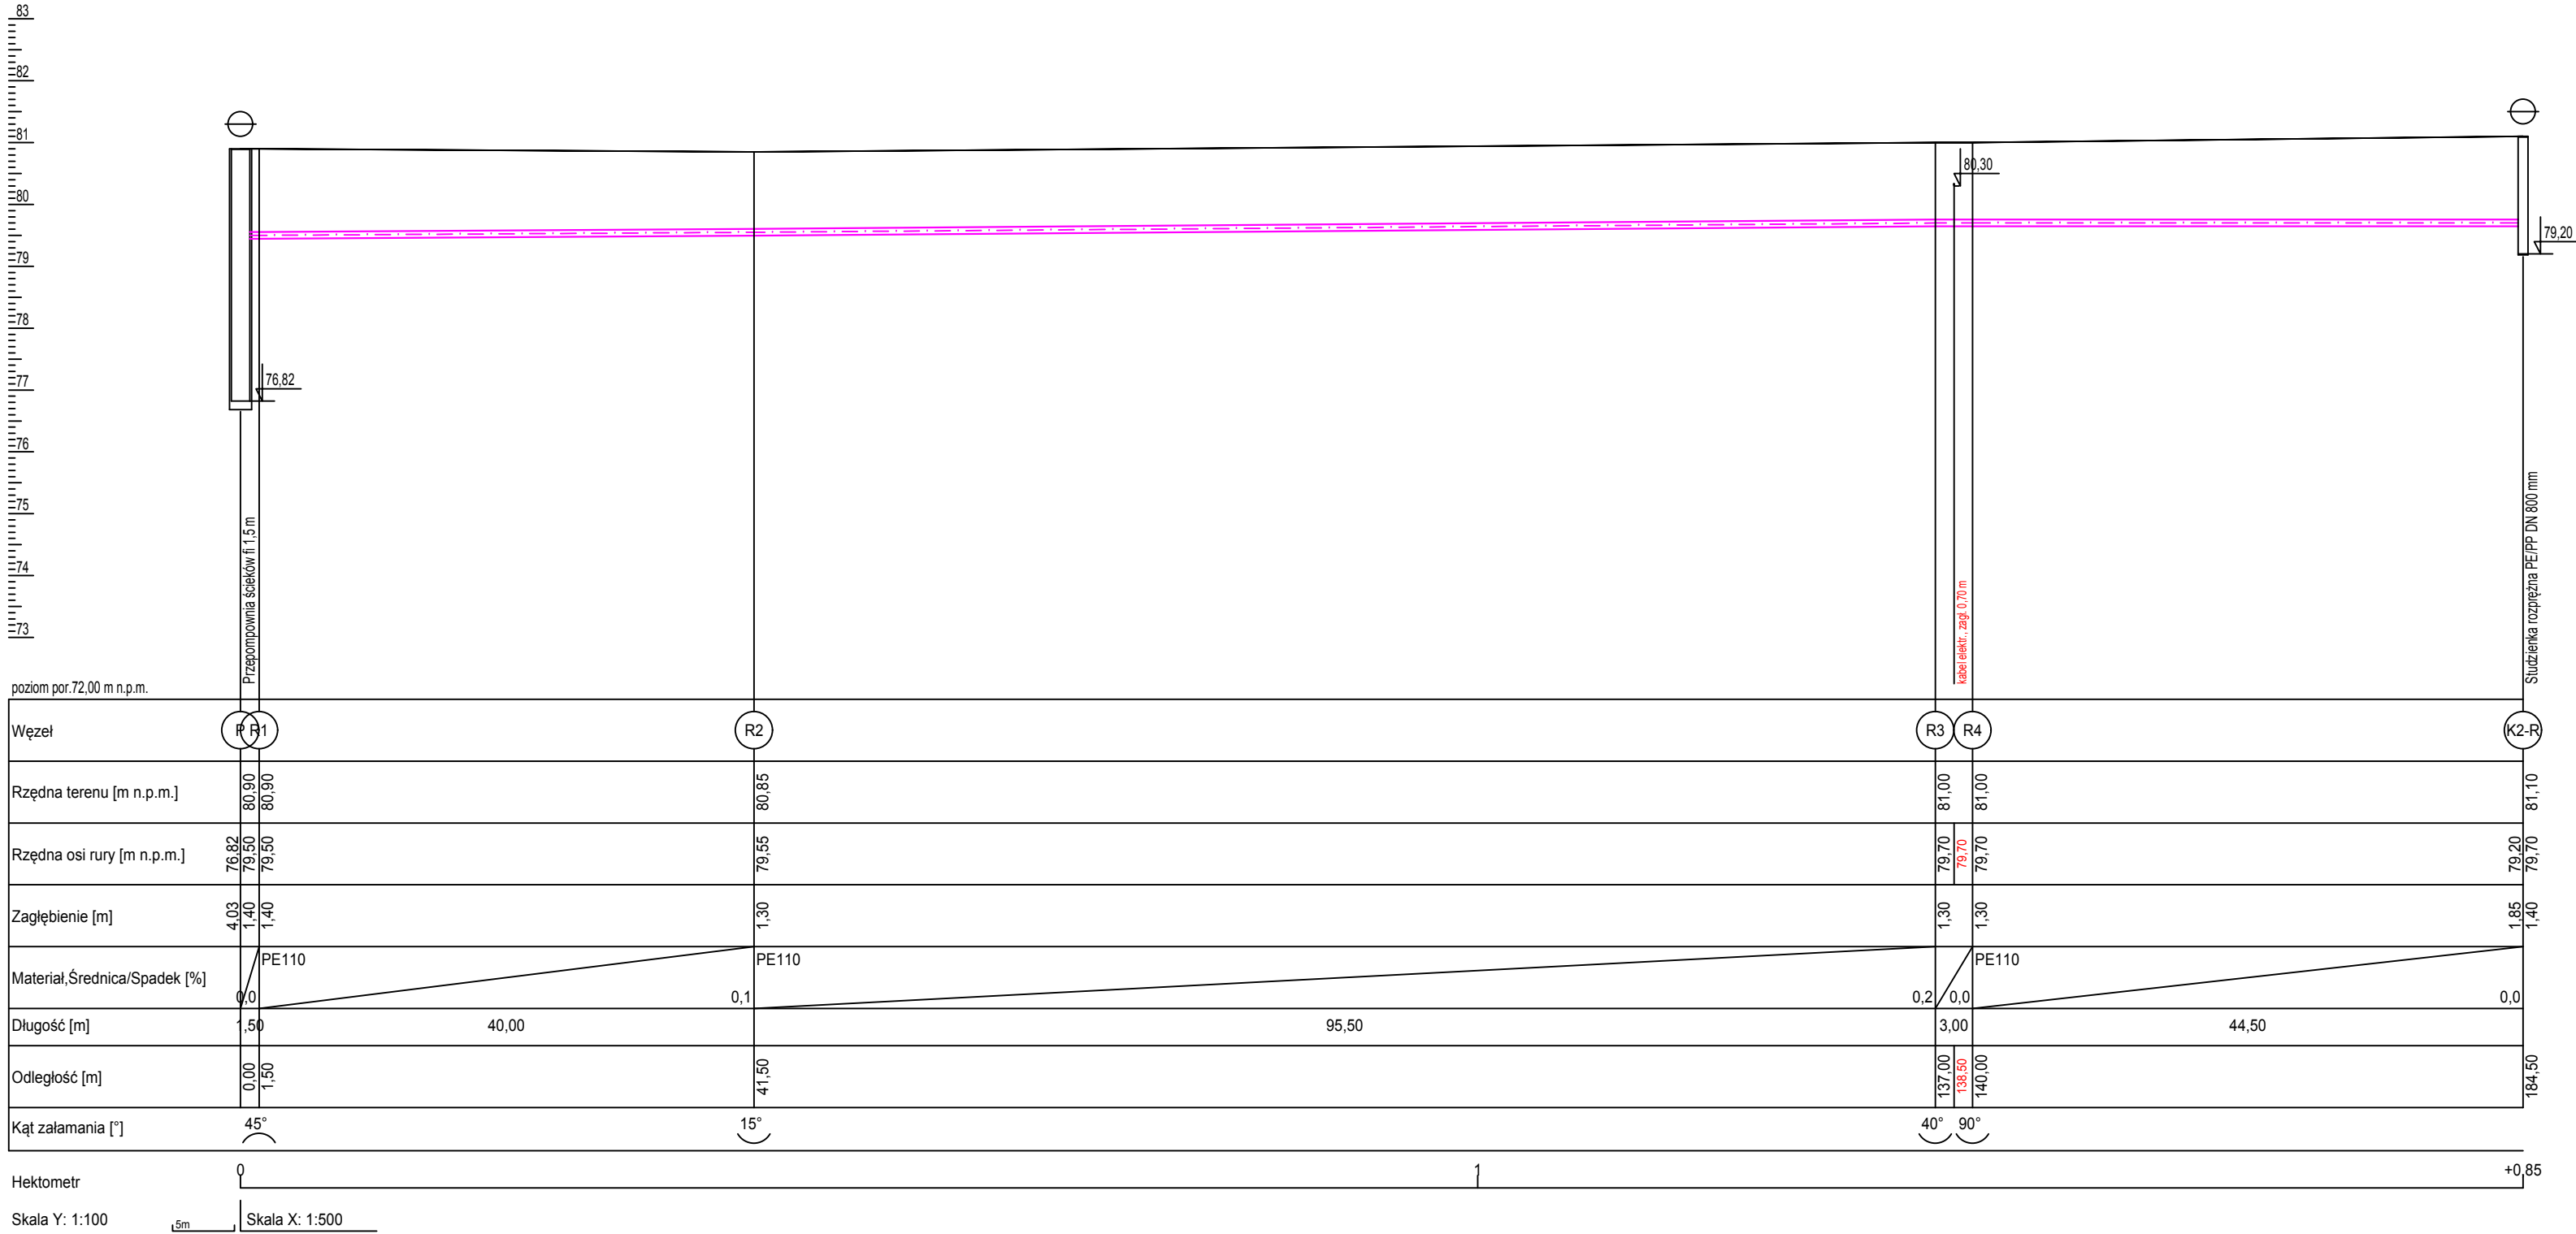 83
82
81
80
79
78
77
76
75
74
73
80,30
79,20
76,82
Przepompownia ścieków fi 1,5 m
kabel elektr., zagł. 0,70 m
Studzienka rozprężna PE/PP DN 800 mm
poziom por.72,00 m n.p.m.
Węzeł P R1 R2 R3 R4 K2-R
Rzędna terenu [m n.p.m.] 80,90 80,90 80,85 81,00 81,00 81,10
Rzędna osi rury [m n.p.m.] 76,82 79,50 79,50 79,55 79,70 79,70 79,70 79,20 79,70
Zagłębienie [m] 4,03 1,40 1,40 1,30 1,30 1,30 1,85 1,40
Materiał,Średnica/Spadek [%] 0,0 PE110 0,1 PE110 0,2 0,0 PE110 0,0
Długość [m] 1,50 40,00 95,50 3,00 44,50
Odległość [m] 0,00 1,50 41,50 137,00 138,50 140,00 184,50
Kąt załamania [°] 45° 15° 40° 90°
Hektometr 0 1 +0,85
Skala Y: 1:100 5m Skala X: 1:500